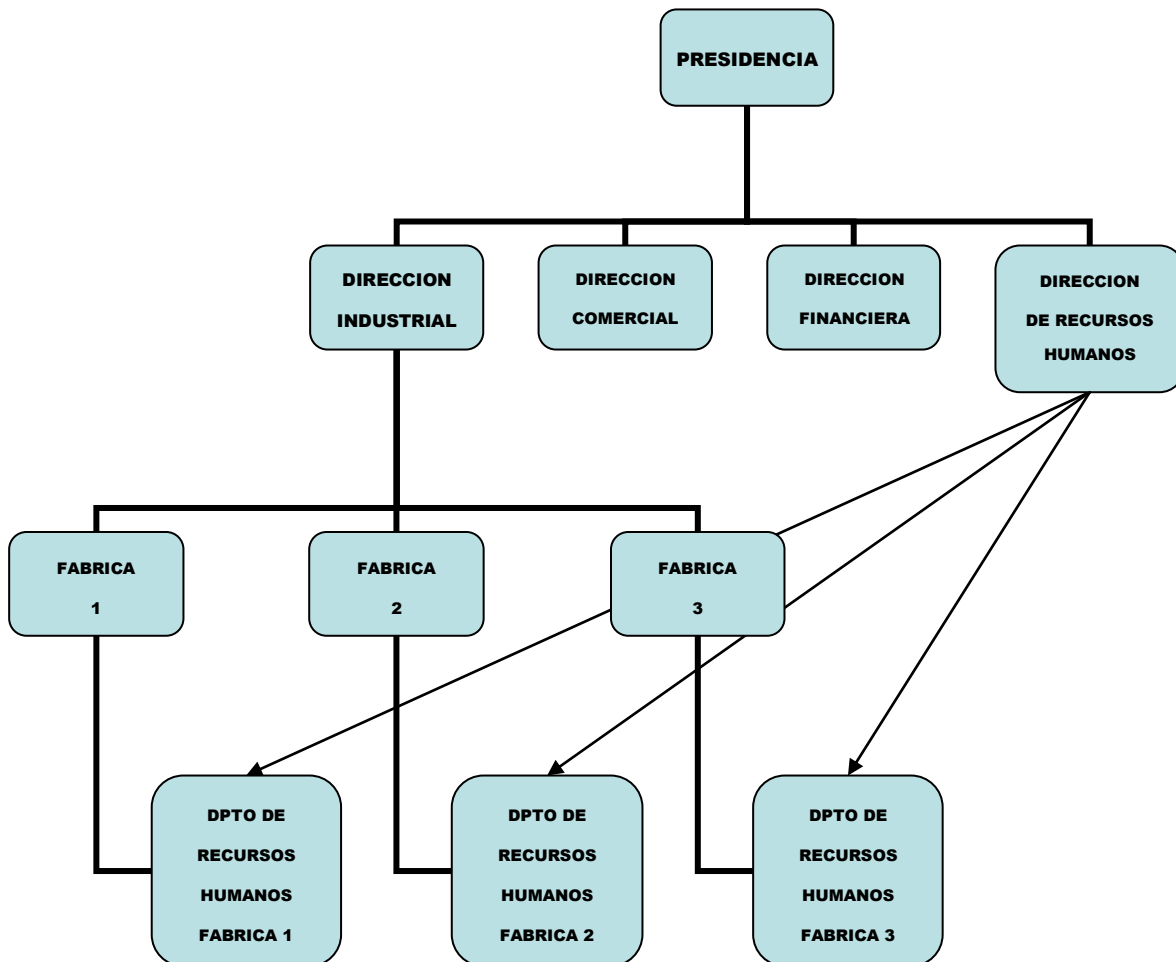 PRESIDENCIA
DIRECCION
INDUSTRIAL
DIRECCION
COMERCIAL
DIRECCION
FINANCIERA
DIRECCION
DE RECURSOS
HUMANOS
FABRICA
1
FABRICA
2
FABRICA
3
DPTO DE
RECURSOS
HUMANOS
FABRICA 1
DPTO DE
RECURSOS
HUMANOS
FABRICA 2
DPTO DE
RECURSOS
HUMANOS
FABRICA 3